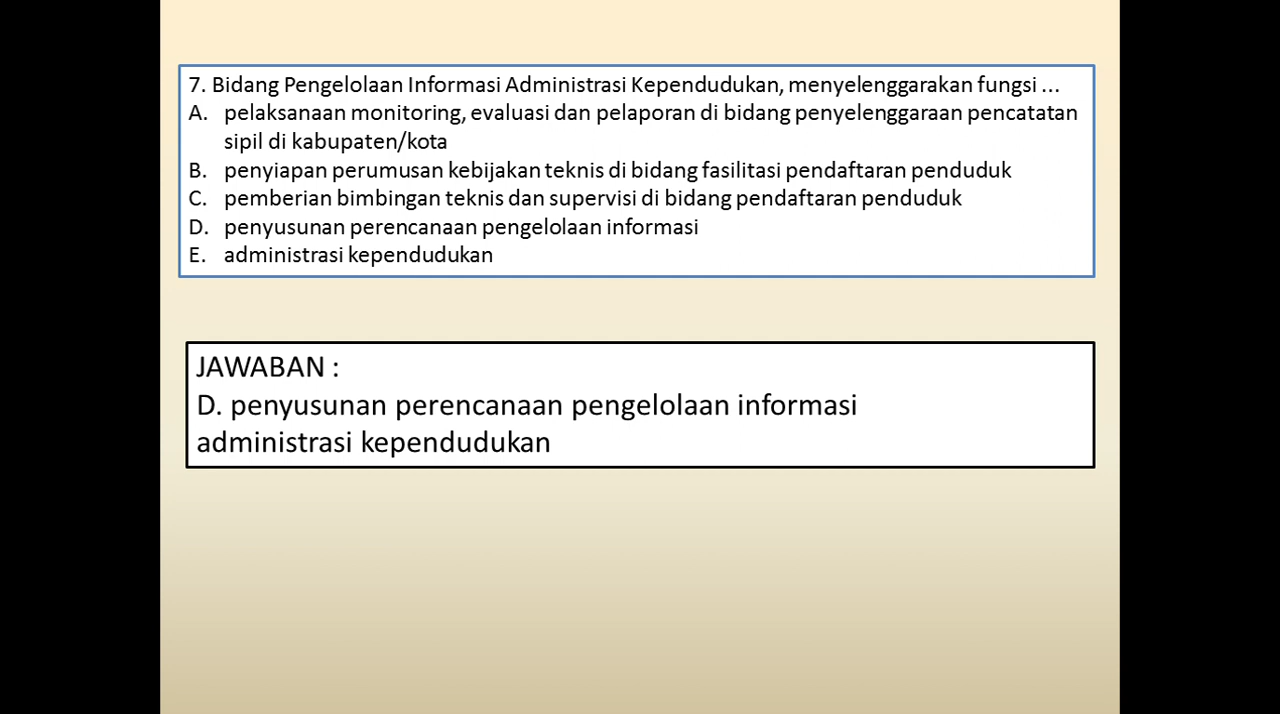 7. Bidang Pengelolaan Informasi Administrasi Kependudukan, menyelenggarakan fungsi ...
A. pelaksanaan monitoring, evaluasi dan pelaporan di bidang penyelenggaraan pencatatan
sipil di kabupaten/kota
B. penyiapan perumusan kebijakan teknis di bidang fasilitasi pendaftaran penduduk
C. pemberian bimbingan teknis dan supervisi di bidang pendaftaran penduduk
D. penyusunan perencanaan pengelolaan informasi
E. administrasi kependudukan
JAWABAN :
D. penyusunan perencanaan pengelolaan informasi
administrasi kependudukan